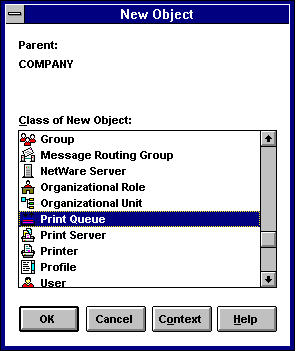 New Object
Parent:
COMPANY
Class of New Object:
Group
Message Routing Group
NetWare Server
Organizational Role
Organizational Unit
Print Queue
Print Server
Printer
Profile
User
OK Cancel Context Help